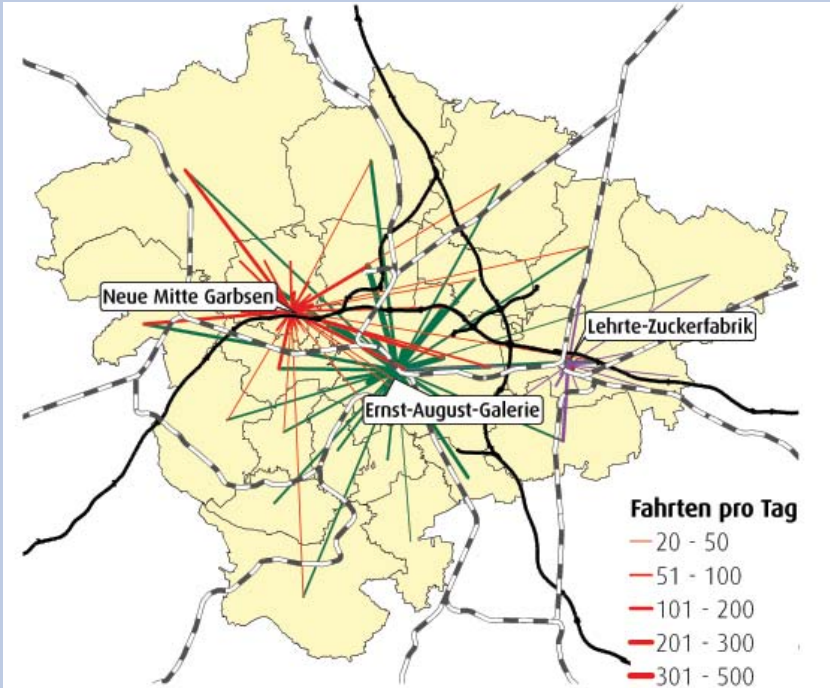 Neue Mitte Garbsen
Lehrte-Zuckerfabrik
Ernst-August-Galerie
Fahrten pro Tag
20 - 50
51 - 100
101 - 200
201 - 300
301 - 500